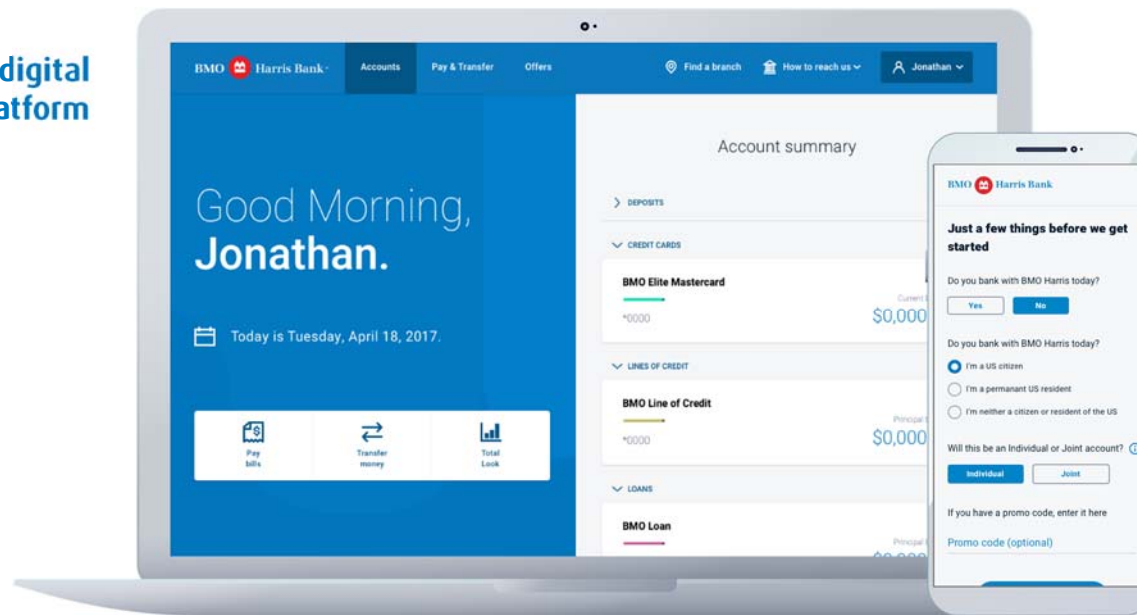 digital
atform
BMO Harris Bank
Accounts
Pay & Transfer
Offers
Find a branch
How to reach us
Jonathan
Good Morning,
Jonathan.
Today is Tuesday, April 18, 2017.
Pay
bills
Transfer
money
Total
Look
Account summary
DEPOSITS
CREDIT CARDS
BMO Elite Mastercard
Current
*0000
$0,000
LINES OF CREDIT
BMO Line of Credit
Principal
*0000
$0,000
LOANS
BMO Loan
Principal
BMO Harris Bank
Just a few things before we get
started
Do you bank with BMO Harris today?
Yes
No
Do you bank with BMO Harris today?
I'm a US citizen
I'm a permanant US resident
I'm neither a citizen or resident of the US
Will this be an Individual or Joint account?
Individual
Joint
If you have a promo code, enter it here
Promo code (optional)